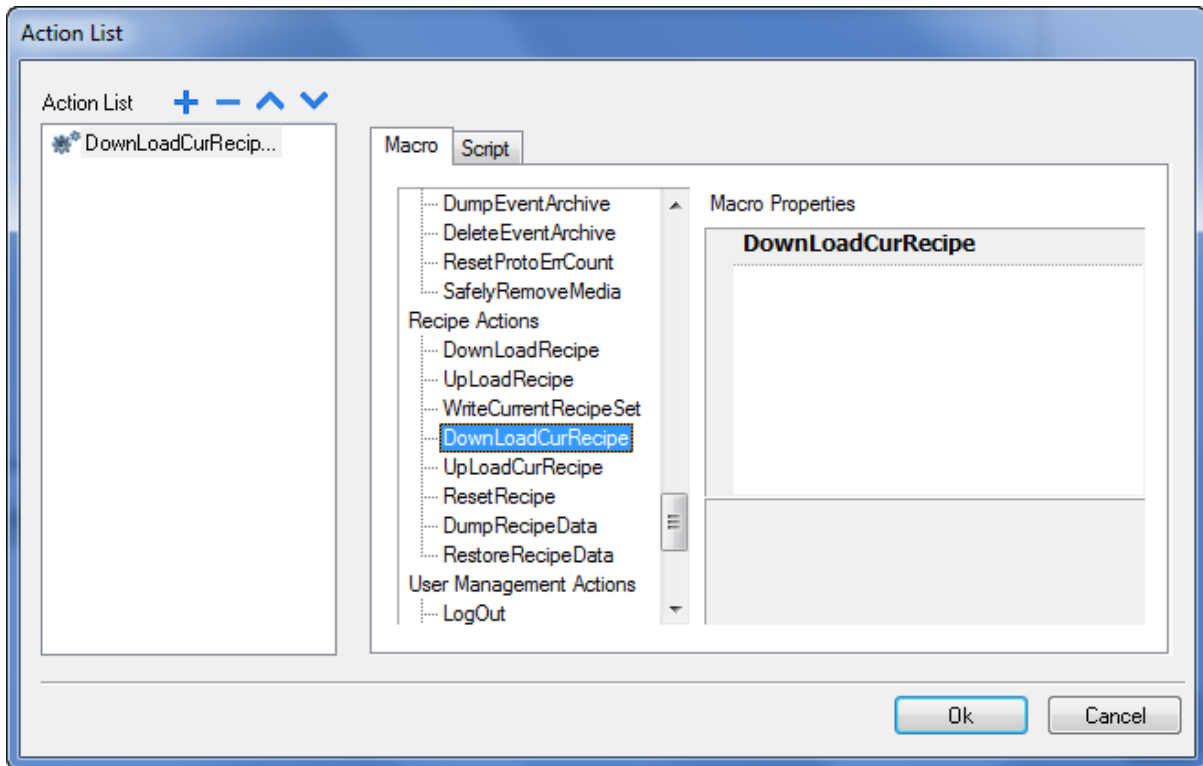 Action List
Action List
DownLoadCurRecip...
Macro
Script
DumpEventArchive
DeleteEventArchive
ResetProtoErrCount
SafelyRemoveMedia
Recipe Actions
DownLoadRecipe
UpLoadRecipe
WriteCurrentRecipeSet
DownLoadCurRecipe
UpLoadCurRecipe
ResetRecipe
DumpRecipeData
RestoreRecipeData
User Management Actions
LogOut
Macro Properties
DownLoadCurRecipe
Ok
Cancel